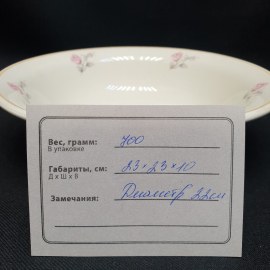 Вес, грамм: 700
В упаковке
Габариты, см: 23×23×10
Д x Ш x В
Замечания: Диаметр 22см